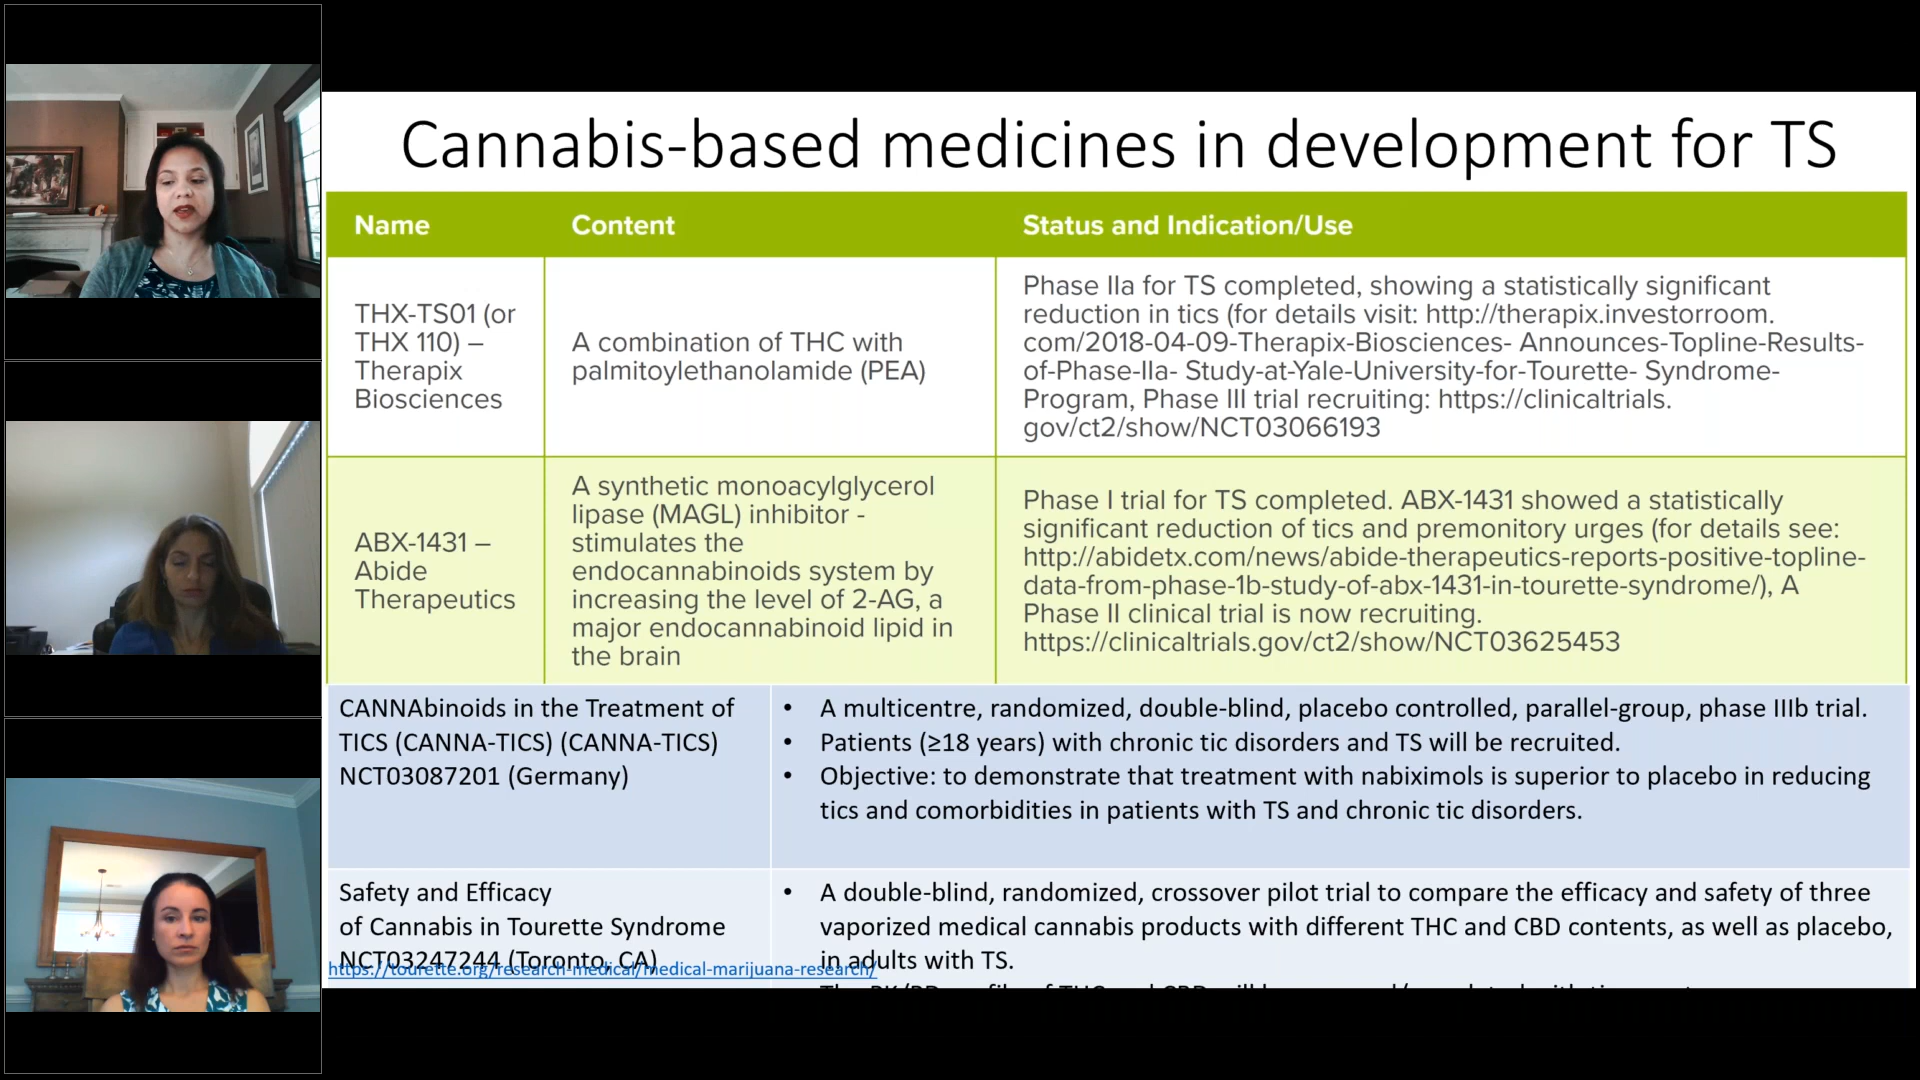 Cannabis-based medicines in development for TS
Name
Content
Status and Indication/Use
THX-TS01 (or
THX 110) –
Therapix
Biosciences
A combination of THC with
palmitoylethanolamide (PEA)
Phase IIa for TS completed, showing a statistically significant
reduction in tics (for details visit: http://therapix.investorroom.
com/2018-04-09-Therapix-Biosciences- Announces-Topline-Results-
of-Phase-IIa- Study-at-Yale-University-for-Tourette- Syndrome-
Program, Phase III trial recruiting: https://clinicaltrials.
gov/ct2/show/NCT03066193
ABX-1431 –
Abide
Therapeutics
A synthetic monoacylglycerol
lipase (MAGL) inhibitor -
stimulates the
endocannabinoids system by
increasing the level of 2-AG, a
major endocannabinoid lipid in
the brain
Phase I trial for TS completed. ABX-1431 showed a statistically
significant reduction of tics and premonitory urges (for details see:
http://abidetx.com/news/abide-therapeutics-reports-positive-topline-
data-from-phase-1b-study-of-abx-1431-in-tourette-syndrome/), A
Phase II clinical trial is now recruiting.
https://clinicaltrials.gov/ct2/show/NCT03625453
CANNAbinoids in the Treatment of
TICS (CANNA-TICS) (CANNA-TICS)
NCT03087201 (Germany)
• A multicentre, randomized, double-blind, placebo controlled, parallel-group, phase IIIb trial.
• Patients (≥18 years) with chronic tic disorders and TS will be recruited.
• Objective: to demonstrate that treatment with nabiximols is superior to placebo in reducing
tics and comorbidities in patients with TS and chronic tic disorders.
Safety and Efficacy
of Cannabis in Tourette Syndrome
NCT03247244 (Toronto, CA)
• A double-blind, randomized, crossover pilot trial to compare the efficacy and safety of three
vaporized medical cannabis products with different THC and CBD contents, as well as placebo,
in adults with TS.
https://tourette.org/research-medical/medical-marijuana-research/